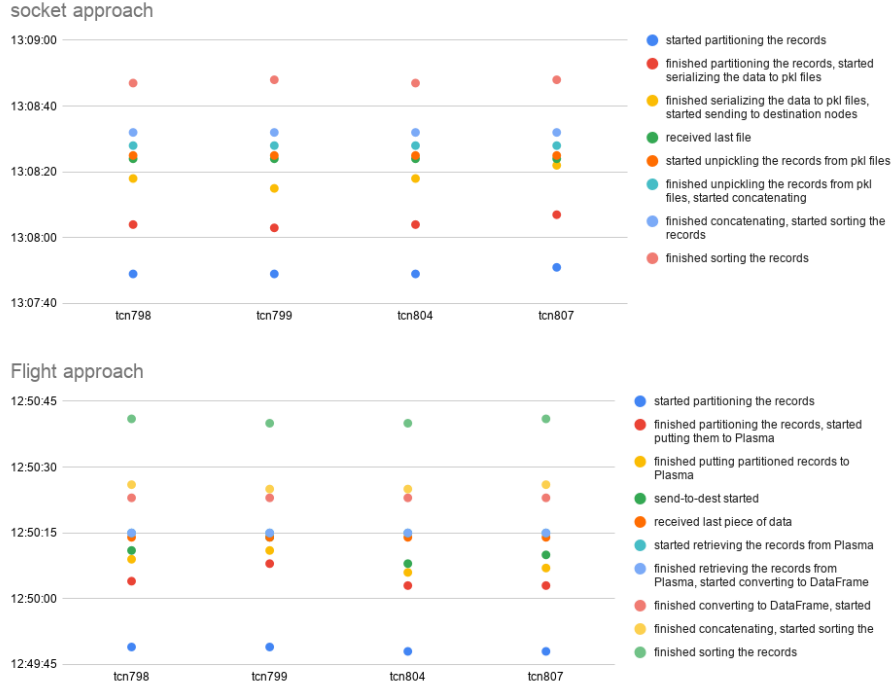 socket approach
13:09:00
13:08:40
13:08:20
13:08:00
13:07:40
tcn798
tcn799
tcn804
tcn807
started partitioning the records
finished partitioning the records, started
serializing the data to pkl files
finished serializing the data to pkl files,
started sending to destination nodes
received last file
started unpickling the records from pkl files
finished unpickling the records from pkl
files, started concatenating
finished concatenating, started sorting the
records
finished sorting the records
Flight approach
12:50:45
12:50:30
12:50:15
12:50:00
12:49:45
tcn798
tcn799
tcn804
tcn807
started partitioning the records
finished partitioning the records, started
putting them to Plasma
finished putting partitioned records to
Plasma
send-to-dest started
received last piece of data
started retrieving the records from Plasma
finished retrieving the records from
Plasma, started converting to DataFrame
finished converting to DataFrame, started
finished concatenating, started sorting the
finished sorting the records